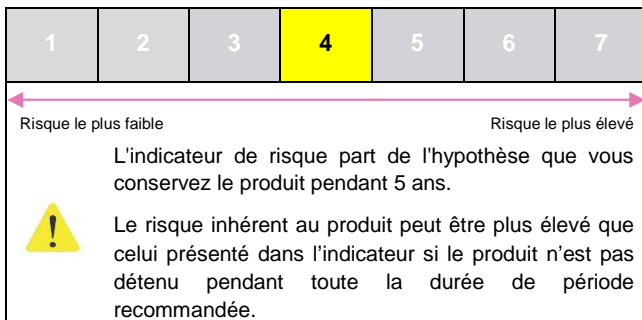 1 2 3 4 5 6 7
Risque le plus faible Risque le plus élevé
L'indicateur de risque part de l'hypothèse que vous
conservez le produit pendant 5 ans.
!
Le risque inhérent au produit peut être plus élevé que
celui présenté dans l’indicateur si le produit n’est pas
détenu pendant toute la durée de période
recommandée.